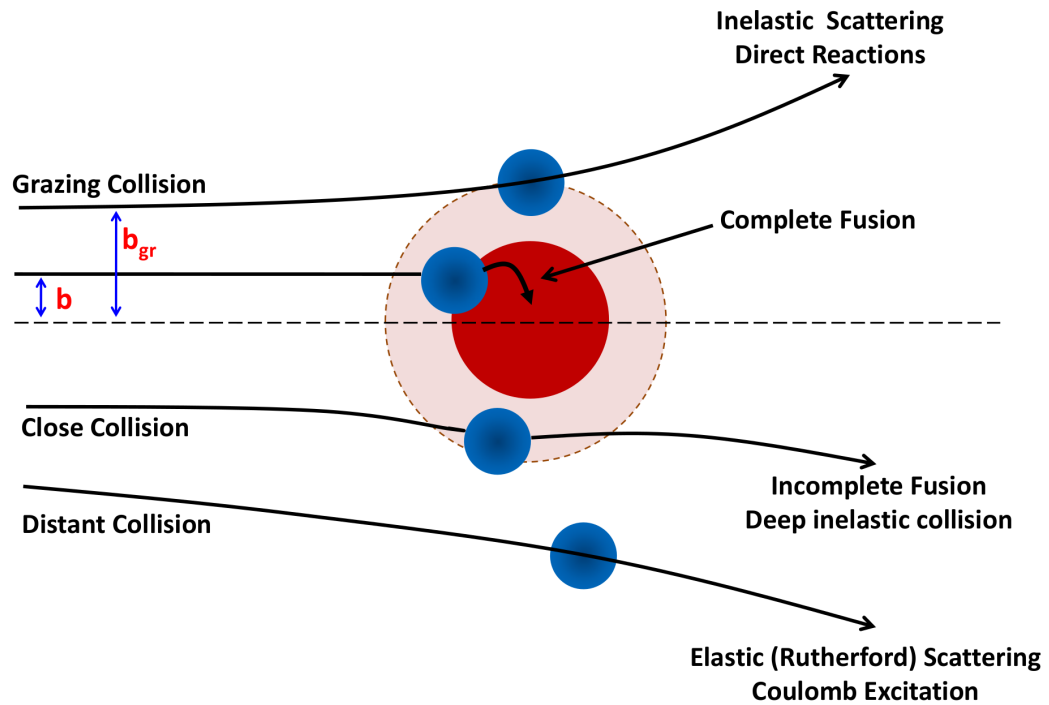 Inelastic Scattering
Direct Reactions
Grazing Collision
b_gr
Complete Fusion
b
Close Collision
Incomplete Fusion
Deep inelastic collision
Distant Collision
Elastic (Rutherford) Scattering
Coulomb Excitation